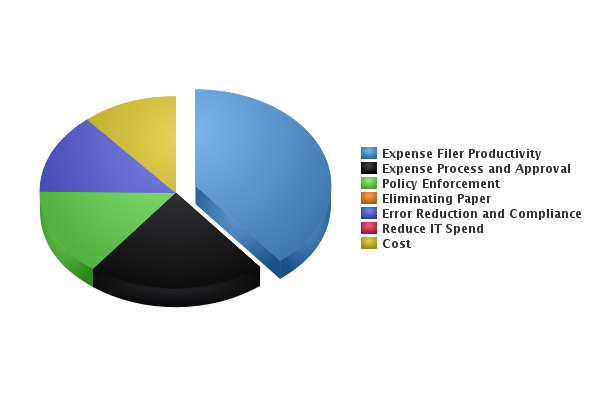 Expense Filer Productivity
Expense Process and Approval
Policy Enforcement
Eliminating Paper
Error Reduction and Compliance
Reduce IT Spend
Cost